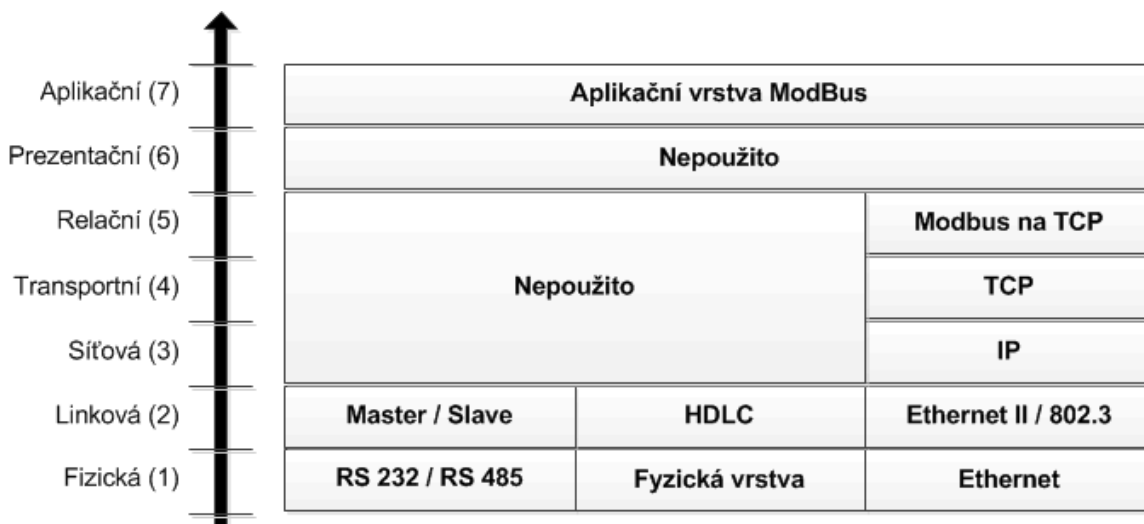 Aplikační (7)
Aplikační vrstva ModBus
Prezentační (6)
Nepoužito
Relační (5)
Modbus na TCP
Transportní (4)
Nepoužito
TCP
Síťová (3)
IP
Linková (2)
Master / Slave
HDLC
Ethernet II / 802.3
Fizická (1)
RS 232 / RS 485
Fyzická vrstva
Ethernet